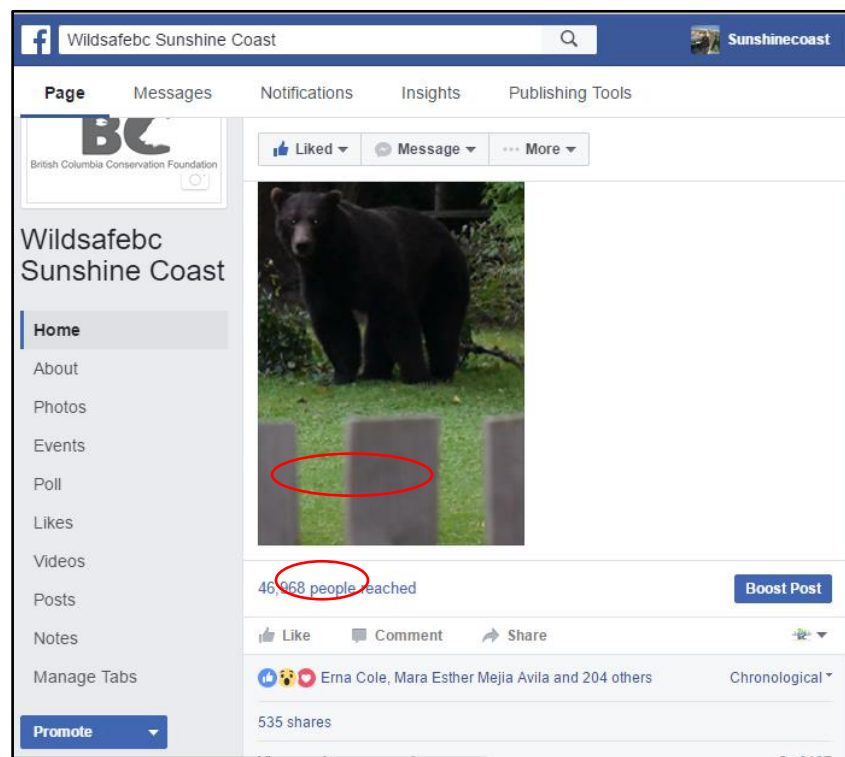 f Wildsafebc Sunshine Coast Sunshinecoast
Page Messages Notifications Insights Publishing Tools
BC
British Columbia Conservation Foundation
Liked Message ... More
Wildsafebc
Sunshine Coast
Home
About
Photos
Events
Poll
Likes
Videos
Posts
Notes
Manage Tabs
Promote
46,968 people reached
Boost Post
Like Comment Share
Erna Cole, Mara Esther Mejia Avila and 204 others
Chronological
535 shares